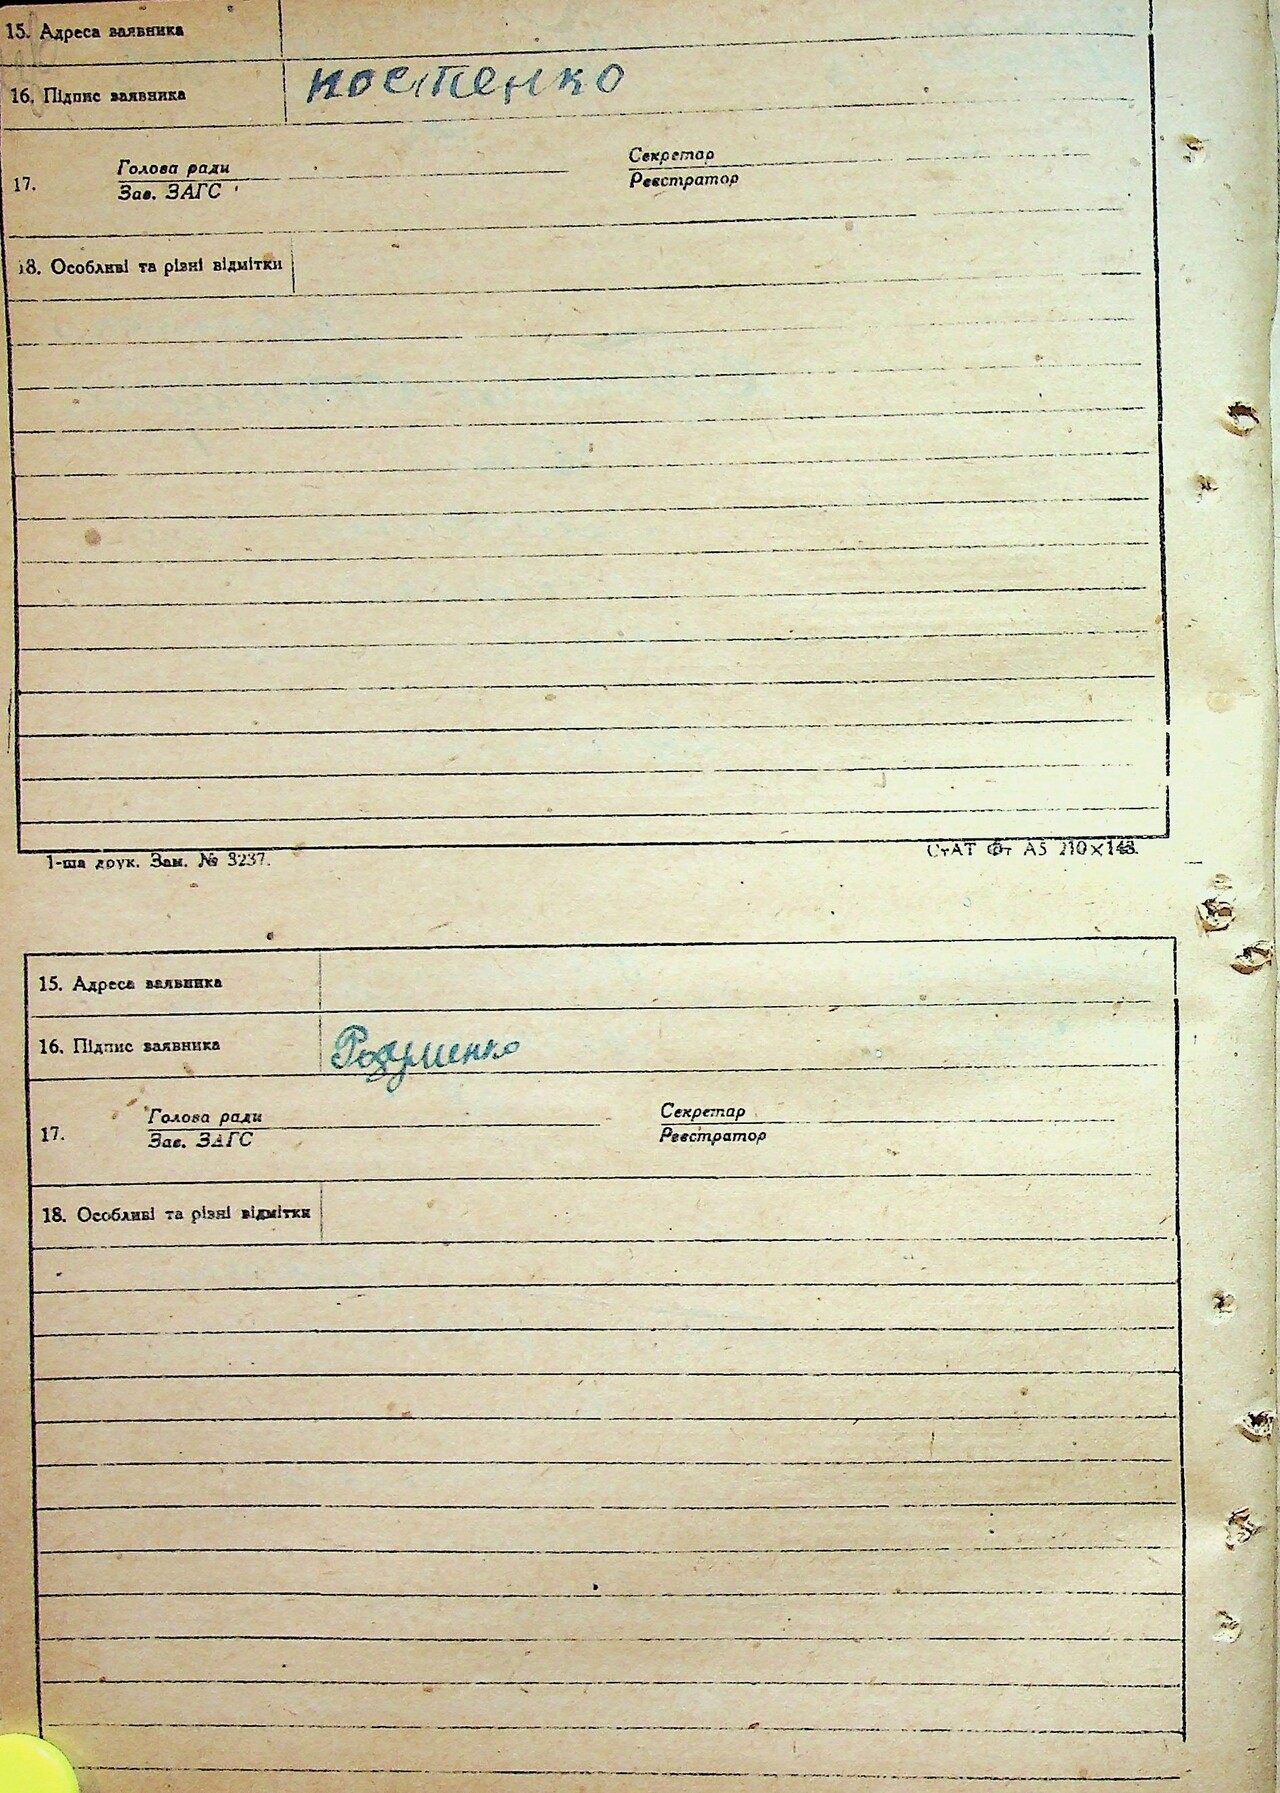 15. Адреса заявника
16. Підпис заявника костенко
17. Голова ради Секретар
Зав. ЗАГС Реєстратор
18. Особливі та різні відмітки
1-ша друк. Зам. № 3237. СтАТ Фт А5 210×148.
15. Адреса заявника
16. Підпис заявника
17. Голова ради Секретар
Зав. ЗАГС Реєстратор
18. Особливі та різні відмітки